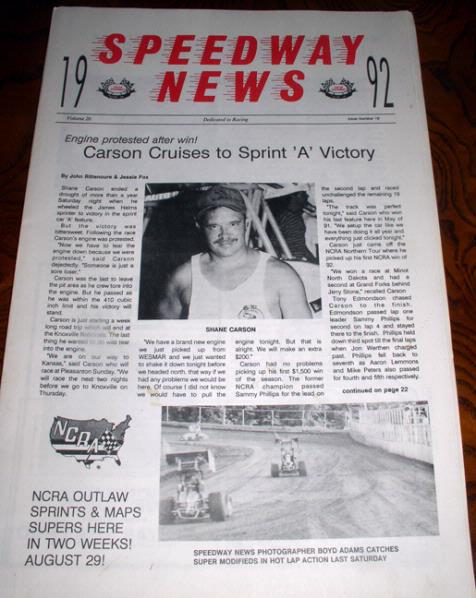 SPEEDWAY
19 NEWS 92
Volume 20
Dedicated to Racing
Issue Number
Engine protested after win!
Carson Cruises to Sprint 'A' Victory
By John Rittenoure & Jessie Fox
Shane Carson ended a
drought of more than a year
Saturday night when he
wheeled the James Helms
sprinter to victory in the sprint
car 'A' feature.
But the victory was
bittersweet. Following the race
Carson's engine was protested.
"Now we have to tear the
engine down because we were
protested," said Carson
dejectedly. "Someone is just a
sore loser."
Carson was the last to leave
the pit area as he crew tore into
the engine. But he passed as
he was within the 410 cubic
inch limit and his victory will
stand.
Carson is just starting a week
long road trip which will end at
the Knoxville Nationals. The last
thing he wanted to do was tear
into the engine.
"We are on our way to
Kansas," said Carson who will
race at Pleasanton Sunday. "We
will race the next two nights
before we go to Knoxville on
Thursday.
SHANE CARSON
"We have a brand new engine
we just picked up from
WESMAR and we just wanted
to shake it down tonight before
we headed north. that way if we
had any problems we would be
here. Of course I did not know
we would have to pull the
engine tonight. But that is
alright. We will make an extra
$200."
Carson had no problems
picking up his first $1,500 win
of the season. The former
NCRA champion passed
Sammy Phillips for the lead on
the second lap and raced
unchallenged the remaining 18
laps.
"The track was perfect
tonight," said Carson who won
his last feature here in May of
91. "We setup the car like we
have been doing it all year and
everything just clicked tonight."
Carson just came off the
NCRA Northern Tour where he
picked up his first NCRA win of
92.
"We won a race at Minot
North Dakota and had a
second at Grand Forks behind
Jerry Stone," recalled Carson
Tony Edmondson chased
Carson to the finish.
Edmondson passed lap one
leader Sammy Phillips for
second on lap 4 and stayed
there to the finish. Phillips held
down third spot till the final laps
when Jon Werthen charged
past. Phillips fell back to
seventh as Aaron Lemmons
and Mike Peters also passed
for fourth and fifth respectively.
continued on page 22
NCRA
NCRA OUTLAW
SPRINTS & MAPS
SUPERS HERE
IN TWO WEEKS!
AUGUST 29!
SPEEDWAY NEWS PHOTOGRAPHER BOYD ADAMS CATCHES
SUPER MODIFIEDS IN HOT LAP ACTION LAST SATURDAY